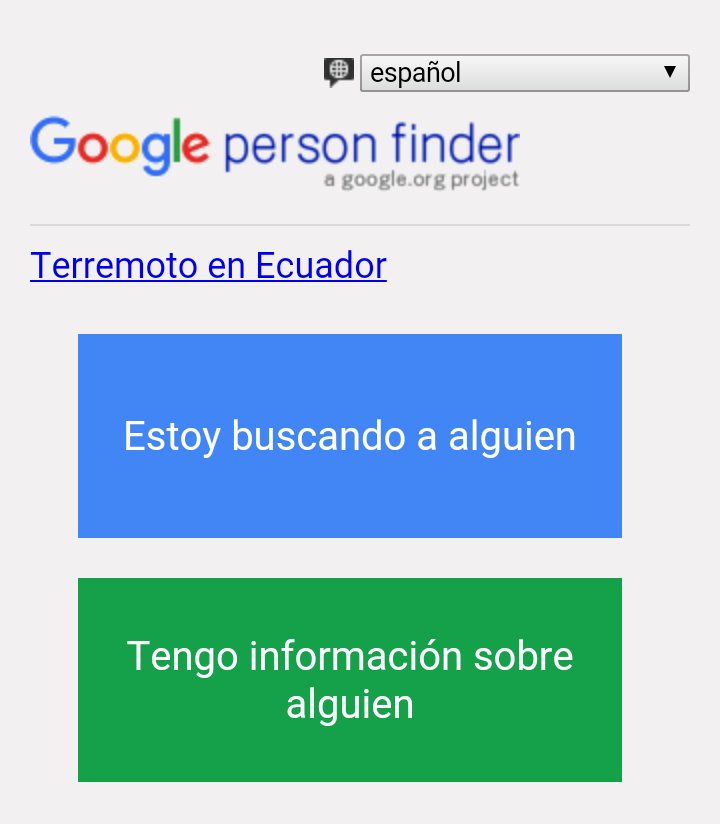 español
Google person finder
a google.org project
Terremoto en Ecuador
Estoy buscando a alguien
Tengo información sobre
alguien